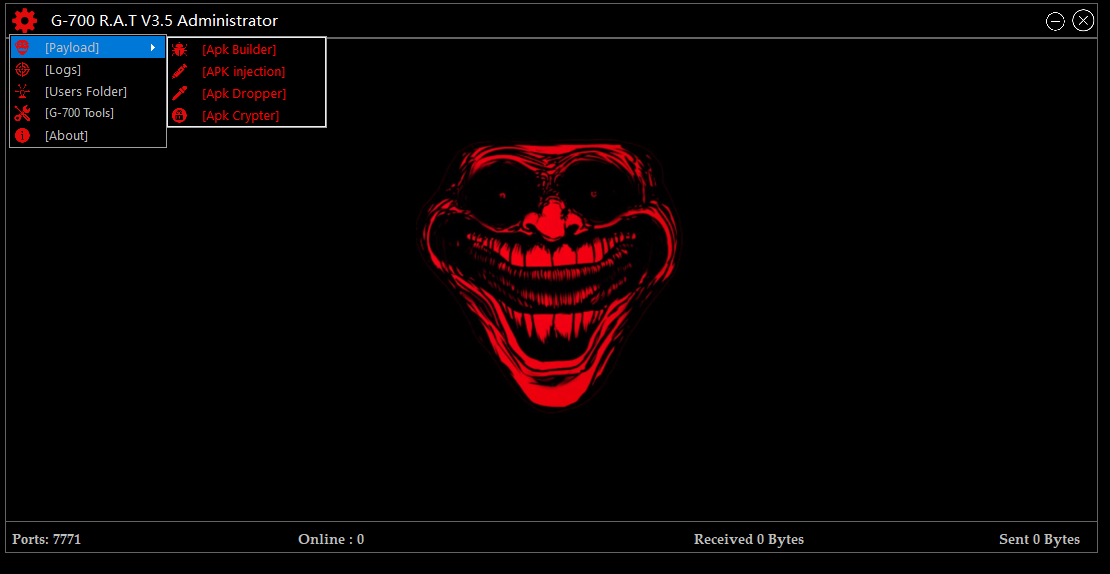 G-700 R.A.T V3.5 Administrator
[Payload]
[Logs]
[Users Folder]
[G-700 Tools]
[About]
[Apk Builder]
[APK injection]
[Apk Dropper]
[Apk Crypter]
Ports: 7771 Online : 0 Received 0 Bytes Sent 0 Bytes